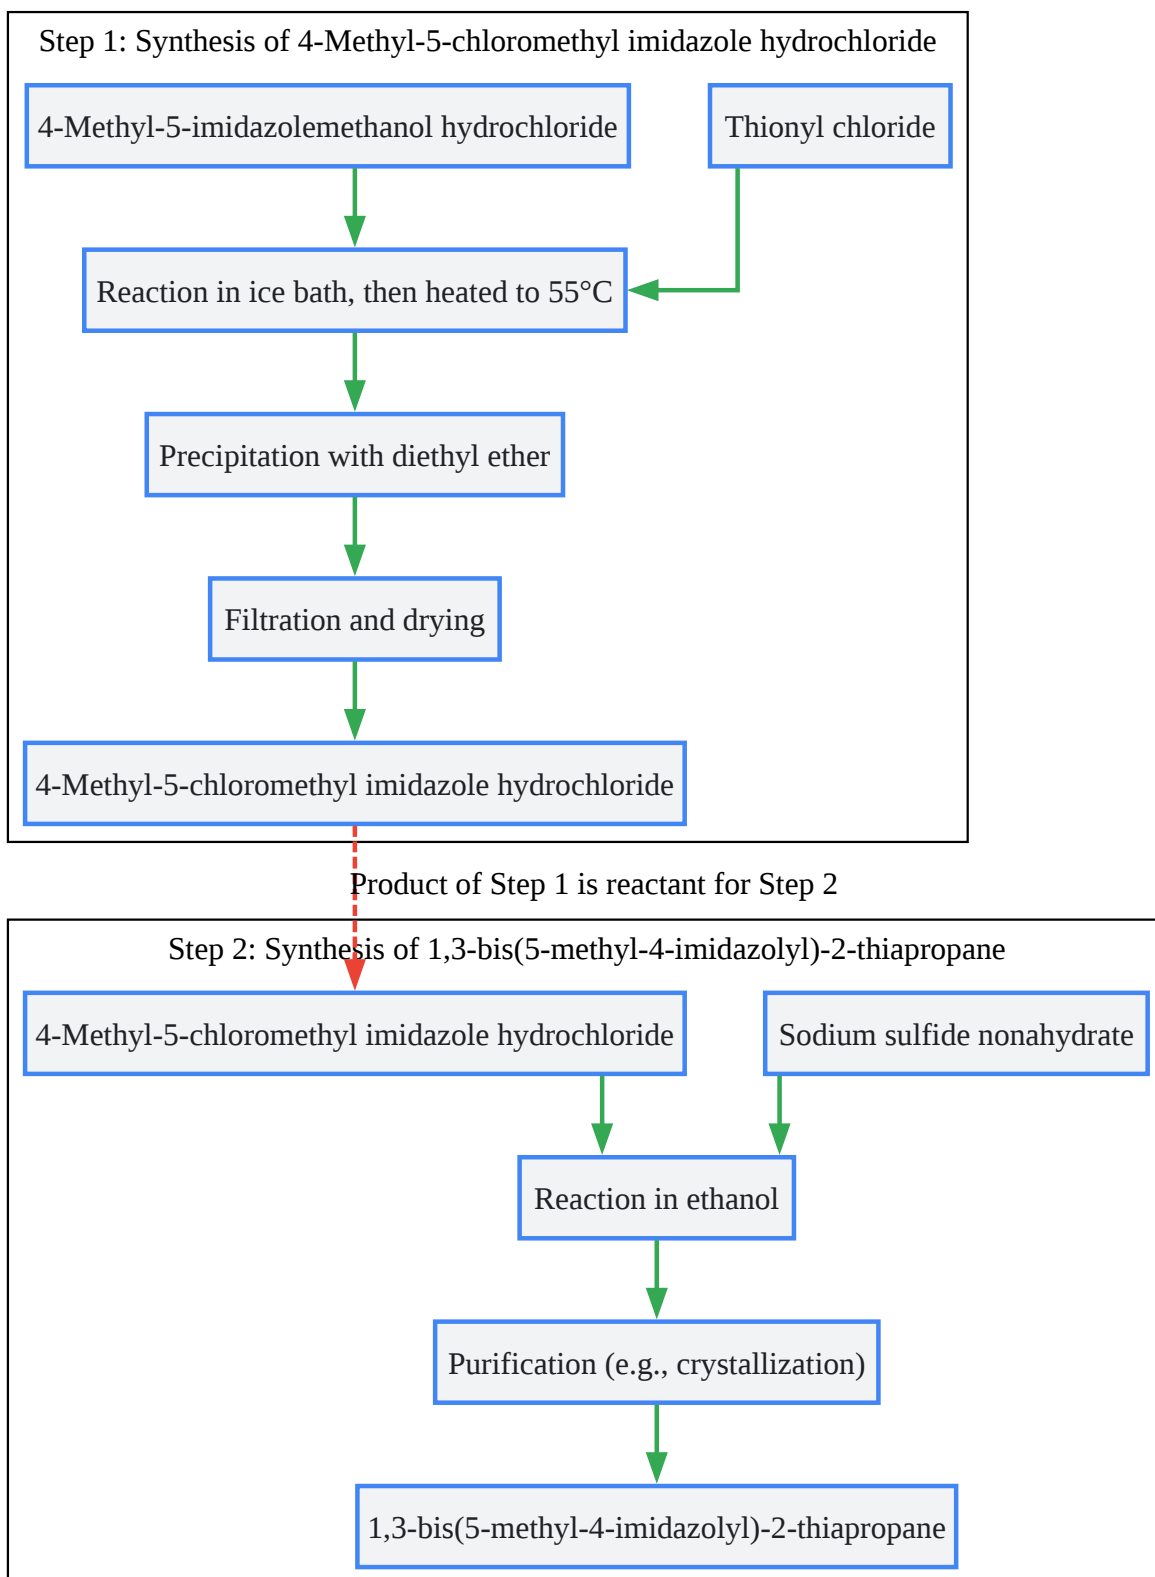 Step 1: Synthesis of 4-Methyl-5-chloromethyl imidazole hydrochloride
4-Methyl-5-imidazolemethanol hydrochloride
Thionyl chloride
Reaction in ice bath, then heated to 55°C
Precipitation with diethyl ether
Filtration and drying
4-Methyl-5-chloromethyl imidazole hydrochloride
Product of Step 1 is reactant for Step 2
Step 2: Synthesis of 1,3-bis(5-methyl-4-imidazolyl)-2-thiapropane
4-Methyl-5-chloromethyl imidazole hydrochloride
Sodium sulfide nonahydrate
Reaction in ethanol
Purification (e.g., crystallization)
1,3-bis(5-methyl-4-imidazolyl)-2-thiapropane